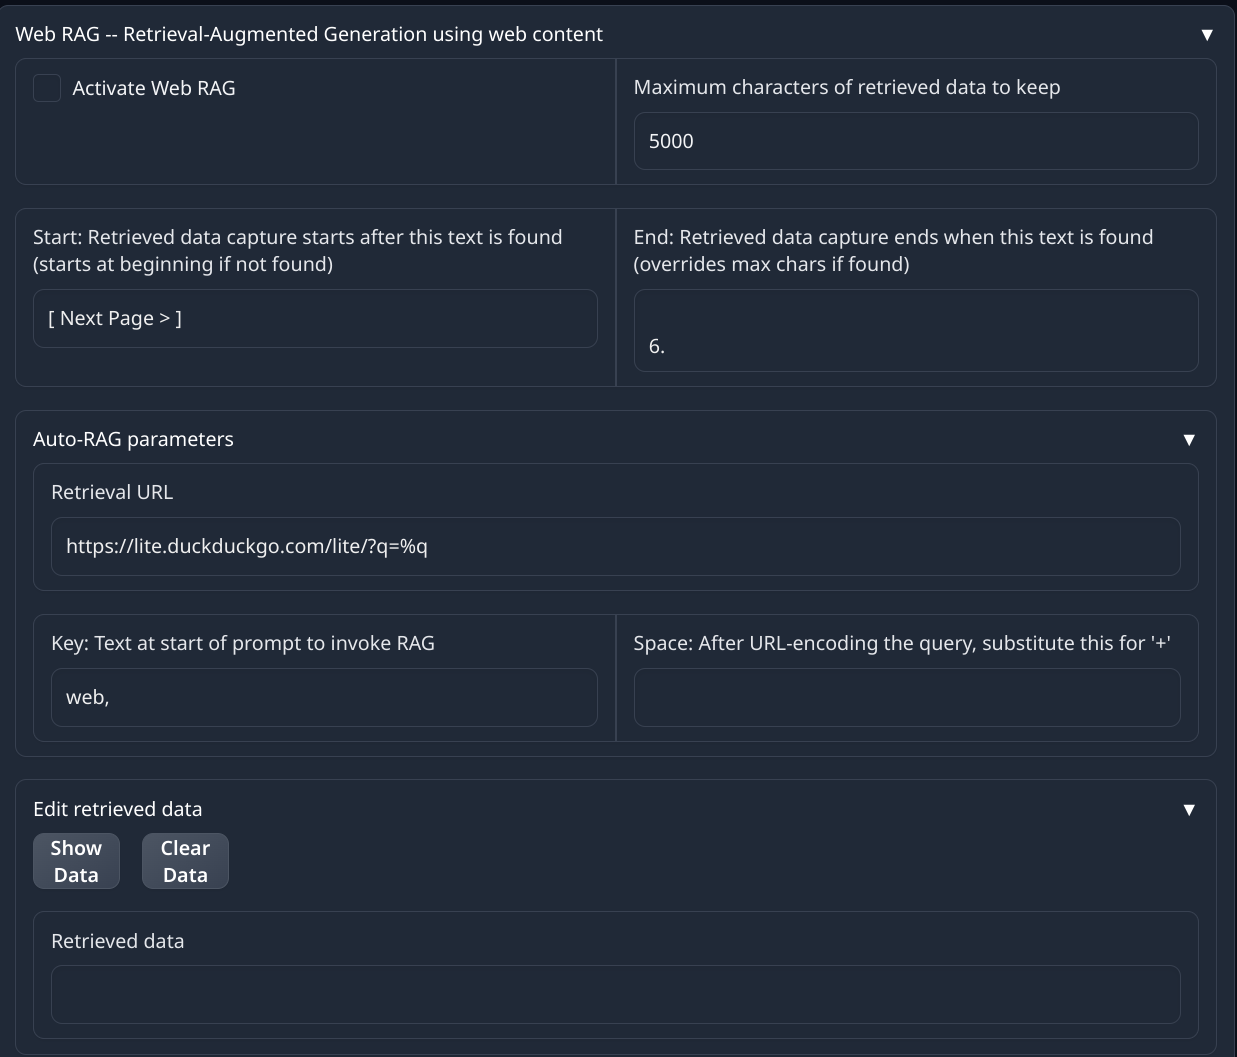 Web RAG -- Retrieval-Augmented Generation using web content ▼
Activate Web RAG
Maximum characters of retrieved data to keep
5000
Start: Retrieved data capture starts after this text is found
(starts at beginning if not found)
[ Next Page > ]
End: Retrieved data capture ends when this text is found
(overrides max chars if found)
6.
Auto-RAG parameters ▼
Retrieval URL
https://lite.duckduckgo.com/lite/?q=%q
Key: Text at start of prompt to invoke RAG
web,
Space: After URL-encoding the query, substitute this for '+'
Edit retrieved data ▼
Show
Data
Clear
Data
Retrieved data